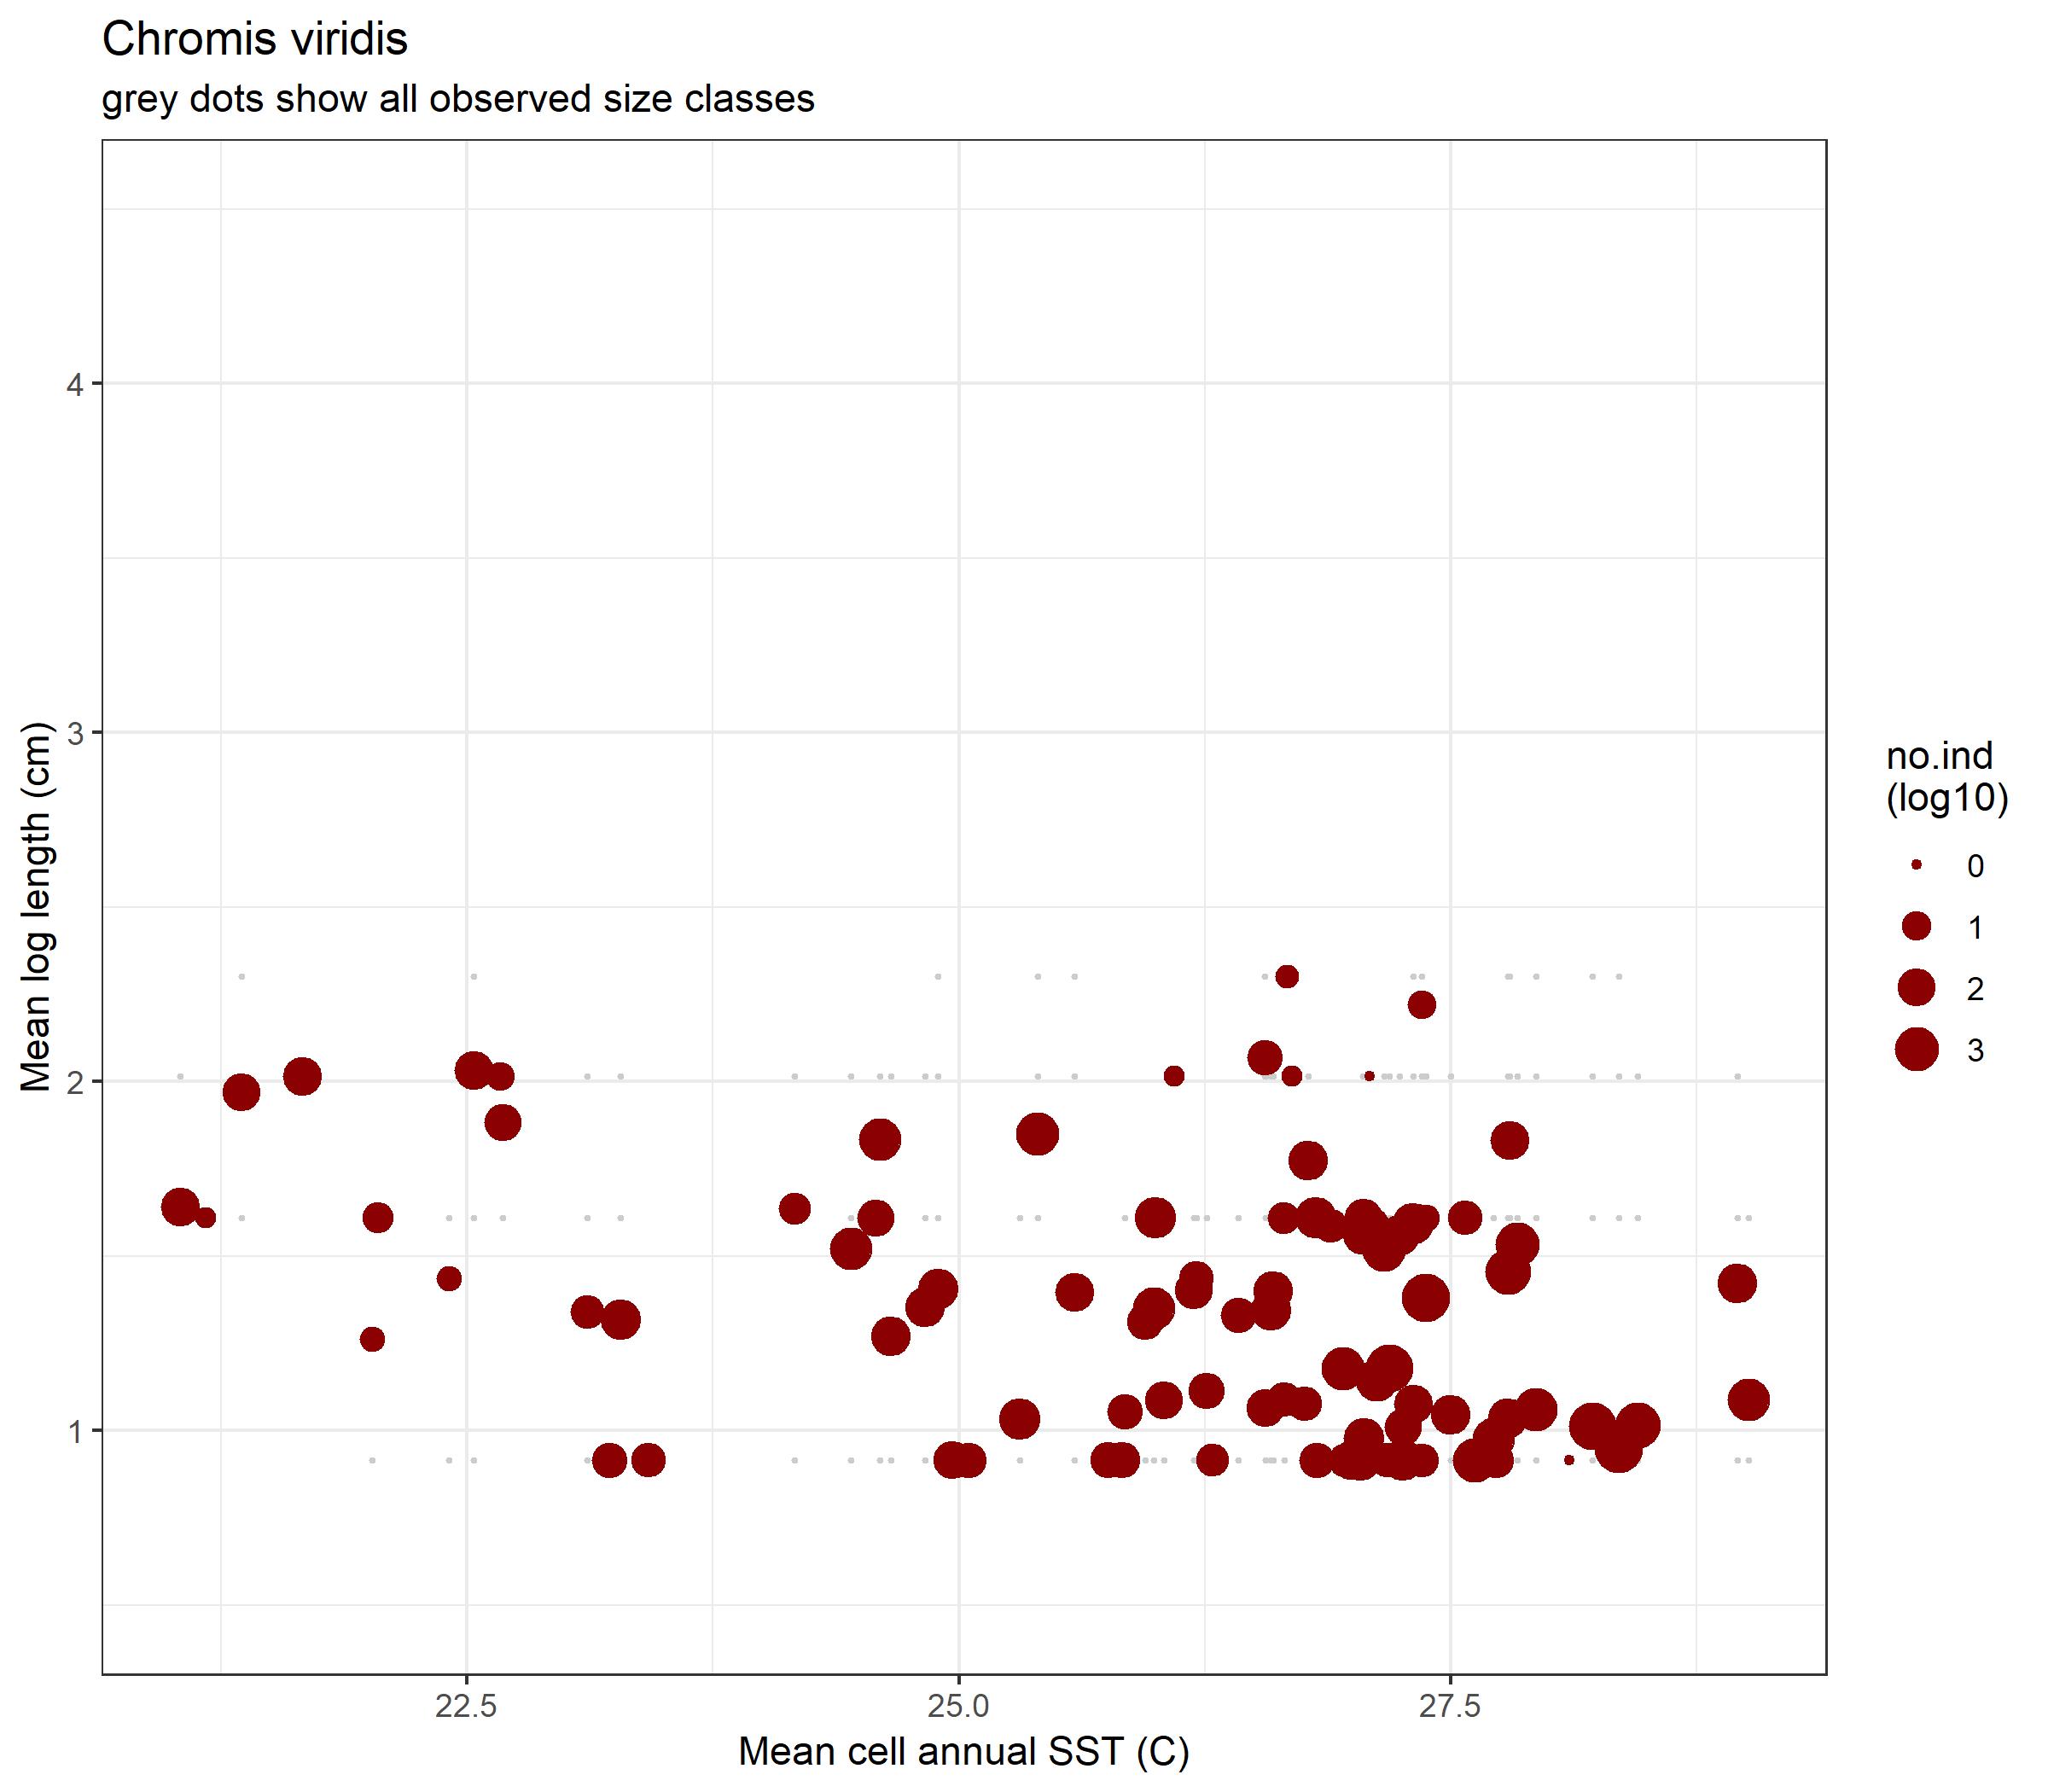 Chromis viridis
grey dots show all observed size classes
Mean log length (cm)
4
3
2
1
22.5
25.0
27.5
Mean cell annual SST (C)
no.ind
(log10)
0
1
2
3